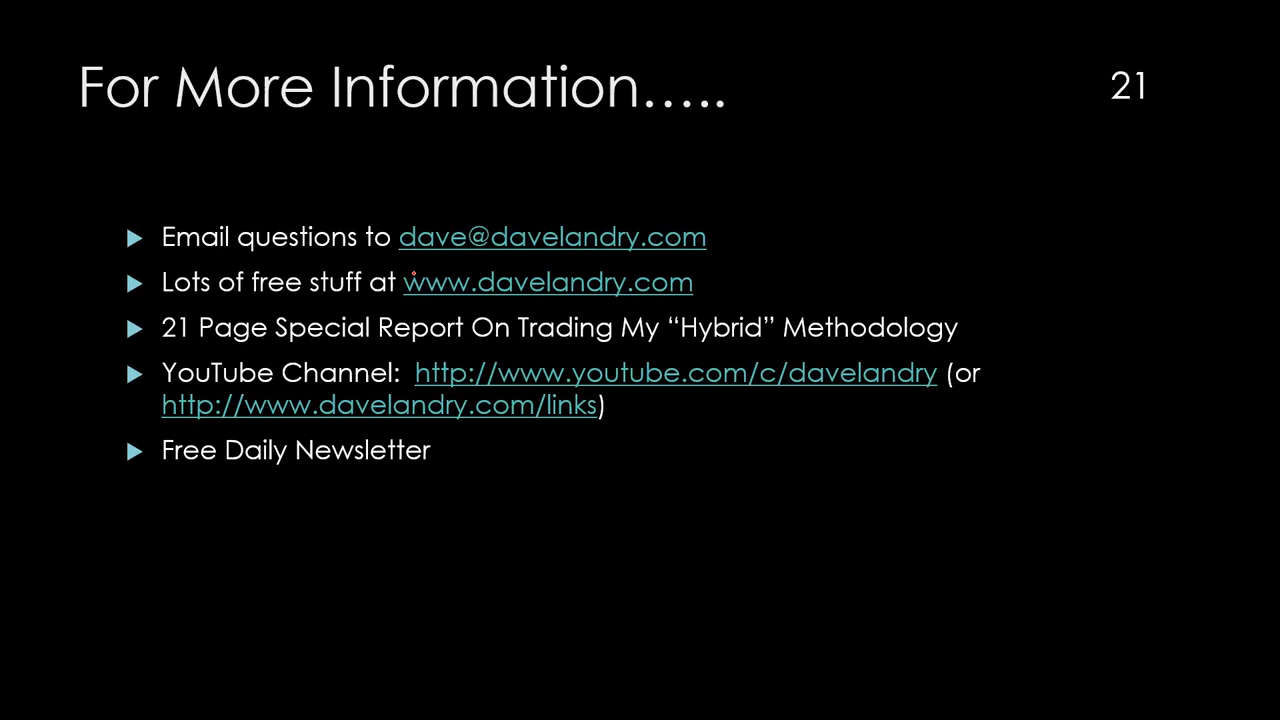 For More Information.....
21
Email questions to dave@davelandry.com
Lots of free stuff at www.davelandry.com
21 Page Special Report On Trading My “Hybrid” Methodology
YouTube Channel:  http://www.youtube.com/c/davelandry (or
http://www.davelandry.com/links)
Free Daily Newsletter